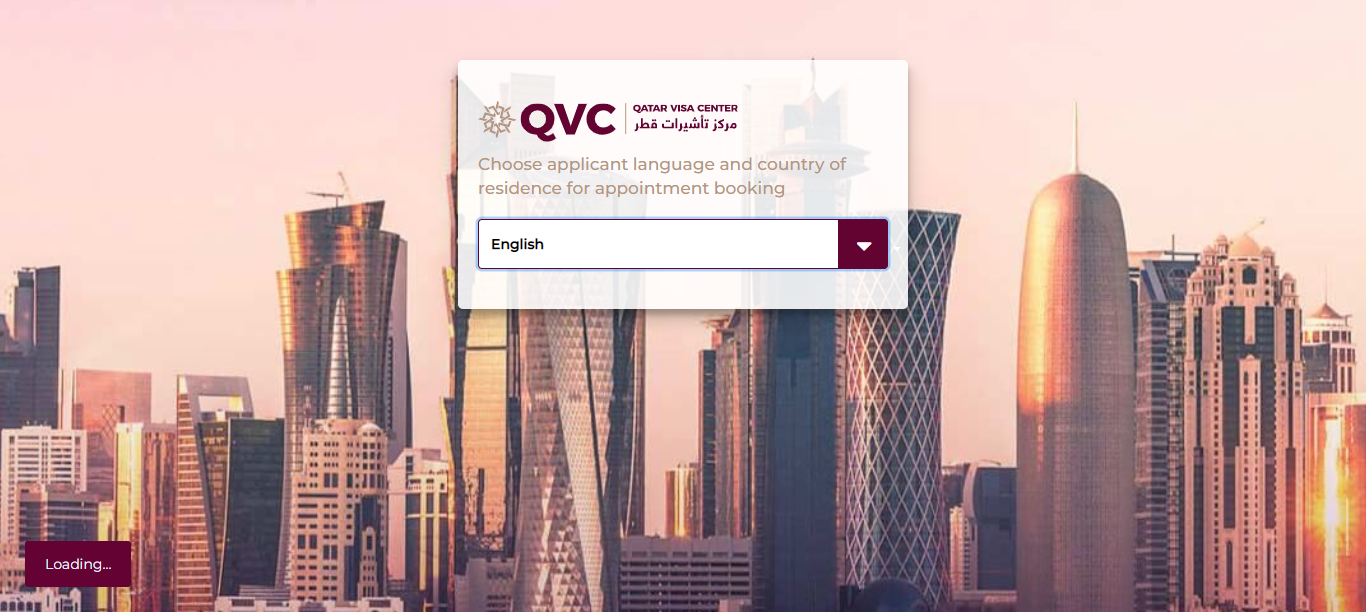 QVC
QATAR VISA CENTER
مركز تأشيرات قطر
Choose applicant language and country of
residence for appointment booking
English
Loading...